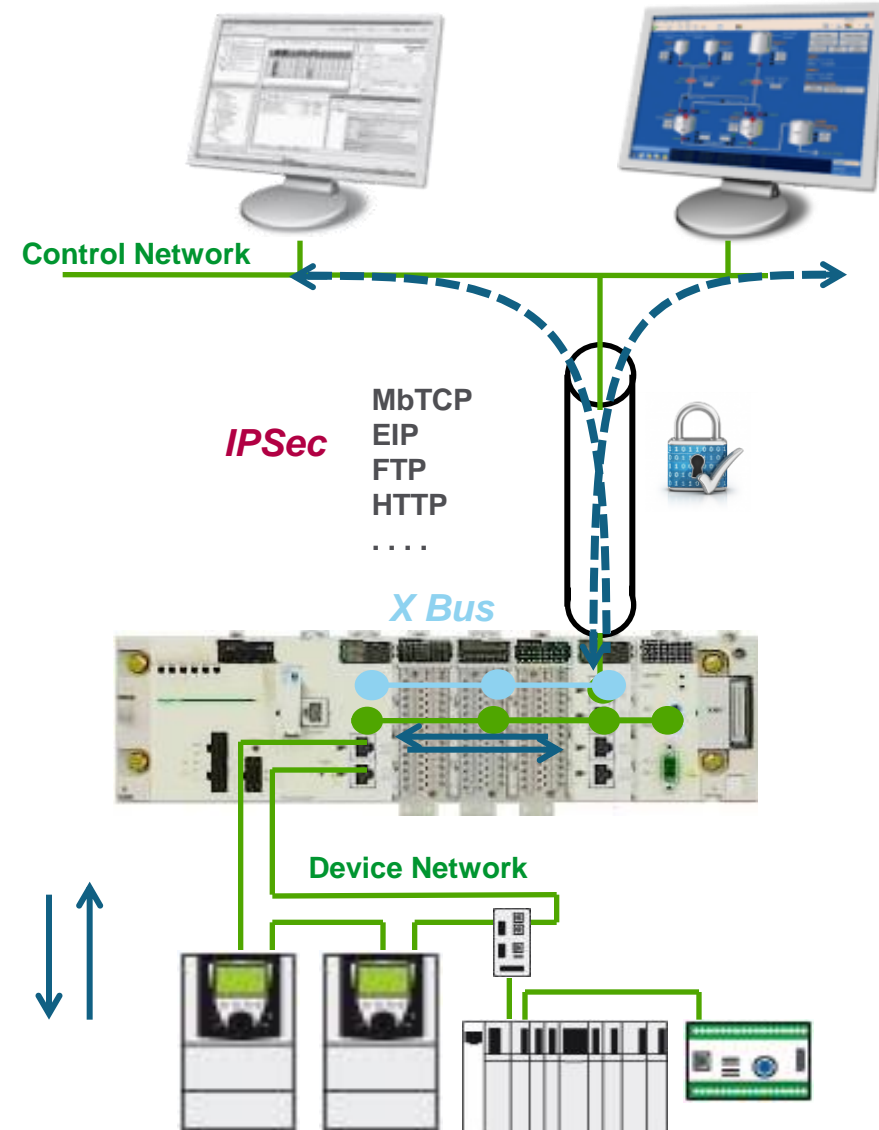 Control Network
IPSec
MbTCP
EIP
FTP
HTTP
. . . .
X Bus
Device Network